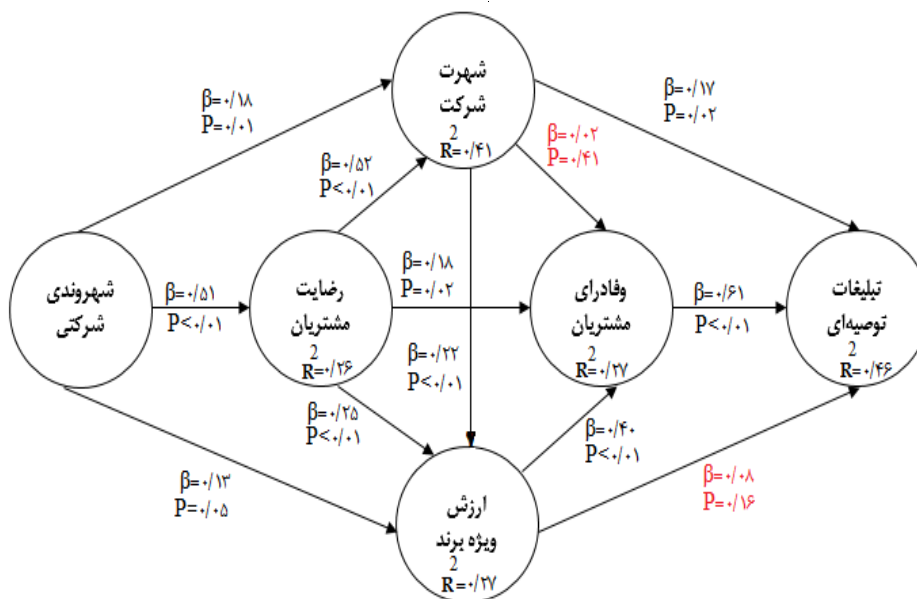 شهرت
شرکت
R²=۰/۴۱
β=۰/۱۸
P=۰/۰۱
β=۰/۱۷
P=۰/۰۲
β=۰/۵۲
P<۰/۰۱
β=۰/۰۲
P=۰/۴۱
شهروندی
شرکتی
β=۰/۵۱
P<۰/۰۱
رضایت
مشتریان
R²=۰/۲۶
β=۰/۱۸
P=۰/۰۲
وفادرای
مشتریان
R²=۰/۲۷
β=۰/۶۱
P<۰/۰۱
تبلیغات
توصیه‌ای
R²=۰/۴۶
β=۰/۲۲
P<۰/۰۱
β=۰/۲۵
P<۰/۰۱
β=۰/۴۰
P<۰/۰۱
β=۰/۱۳
P=۰/۰۵
β=۰/۰۸
P=۰/۱۶
ارزش
ویژه برند
R²=۰/۲۷